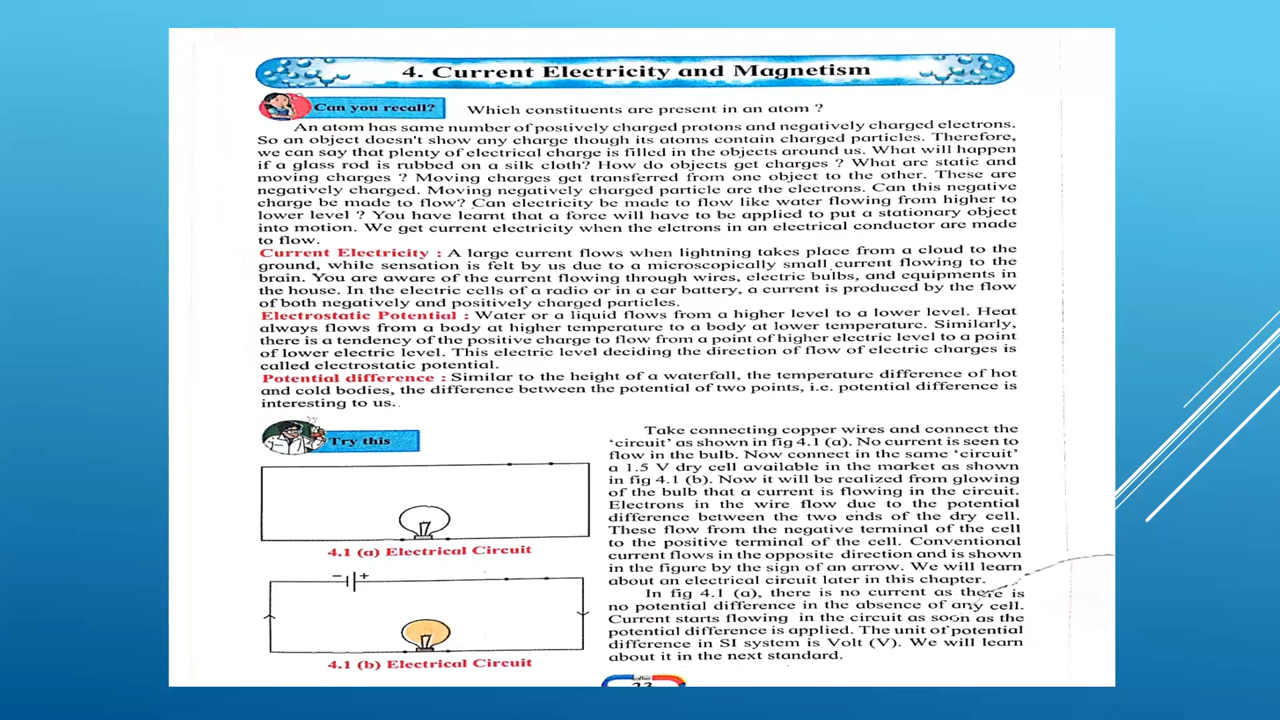 4. Current Electricity and Magnetism
Can you recall?
Which constituents are present in an atom ?
An atom has same number of postively charged protons and negatively charged electrons.
So an object doesn't show any charge though its atoms contain charged particles. Therefore,
we can say that plenty of electrical charge is filled in the objects around us. What will happen
if a glass rod is rubbed on a silk cloth? How do objects get charges ? What are static and
moving charges ? Moving charges get transferred from one object to the other. These are
negatively charged. Moving negatively charged particle are the electrons. Can this negative
charge be made to flow? Can electricity be made to flow like water flowing from higher to
lower level ? You have learnt that a force will have to be applied to put a stationary object
into motion. We get current electricity when the elctrons in an electrical conductor are made
to flow.
Current Electricity : A large current flows when lightning takes place from a cloud to the
ground, while sensation is felt by us due to a microscopically small current flowing to the
brain. You are aware of the current flowing through wires, electric bulbs, and equipments in
the house. In the electric cells of a radio or in a car battery, a current is produced by the flow
of both negatively and positively charged particles.
Electrostatic Potential : Water or a liquid flows from a higher level to a lower level. Heat
always flows from a body at higher temperature to a body at lower temperature. Similarly,
there is a tendency of the positive charge to flow from a point of higher electric level to a point
of lower electric level. This electric level deciding the direction of flow of electric charges is
called electrostatic potential.
Potential difference : Similar to the height of a waterfall, the temperature difference of hot
and cold bodies, the difference between the potential of two points, i.e. potential difference is
interesting to us.
Try this
4.1 (a) Electrical Circuit
− +
4.1 (b) Electrical Circuit
Take connecting copper wires and connect the
'circuit' as shown in fig 4.1 (a). No current is seen to
flow in the bulb. Now connect in the same 'circuit'
a 1.5 V dry cell available in the market as shown
in fig 4.1 (b). Now it will be realized from glowing
of the bulb that a current is flowing in the circuit.
Electrons in the wire flow due to the potential
difference between the two ends of the dry cell.
These flow from the negative terminal of the cell
to the positive terminal of the cell. Conventional
current flows in the opposite direction and is shown
in the figure by the sign of an arrow. We will learn
about an electrical circuit later in this chapter.
In fig 4.1 (a), there is no current as there is
no potential difference in the absence of any cell.
Current starts flowing in the circuit as soon as the
potential difference is applied. The unit of potential
difference in SI system is Volt (V). We will learn
about it in the next standard.